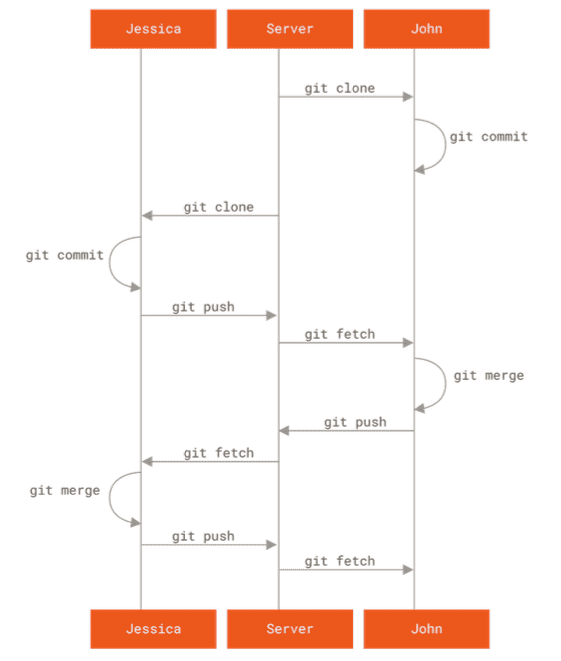 Jessica Server John
git clone
git commit
git clone
git commit
git push
git fetch
git merge
git push
git fetch
git merge
git push
git fetch
Jessica Server John